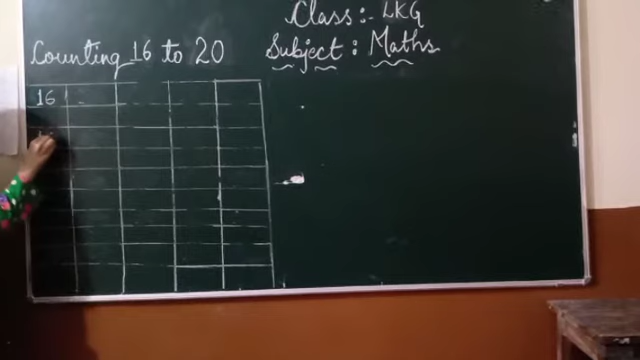 Class:- LKG
Counting 16 to 20
Subject : Maths
16